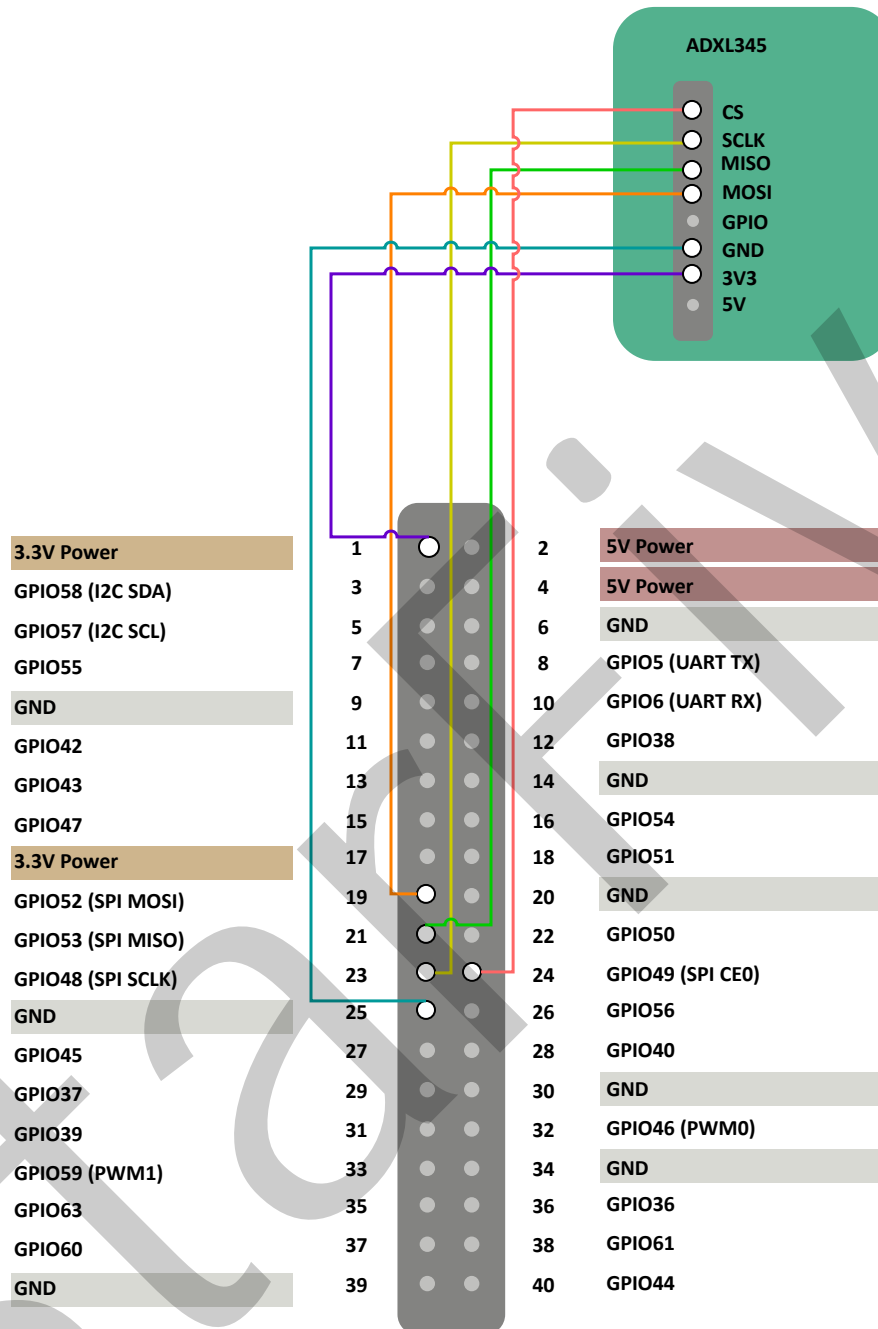 ADXL345
CS
SCLK
MISO
MOSI
GPIO
GND
3V3
5V
3.3V Power 1 2 5V Power
GPIO58 (I2C SDA) 3 4 5V Power
GPIO57 (I2C SCL) 5 6 GND
GPIO55 7 8 GPIO5 (UART TX)
GND 9 10 GPIO6 (UART RX)
GPIO42 11 12 GPIO38
GPIO43 13 14 GND
GPIO47 15 16 GPIO54
3.3V Power 17 18 GPIO51
GPIO52 (SPI MOSI) 19 20 GND
GPIO53 (SPI MISO) 21 22 GPIO50
GPIO48 (SPI SCLK) 23 24 GPIO49 (SPI CE0)
GND 25 26 GPIO56
GPIO45 27 28 GPIO40
GPIO37 29 30 GND
GPIO39 31 32 GPIO46 (PWM0)
GPIO59 (PWM1) 33 34 GND
GPIO63 35 36 GPIO36
GPIO60 37 38 GPIO61
GND 39 40 GPIO44